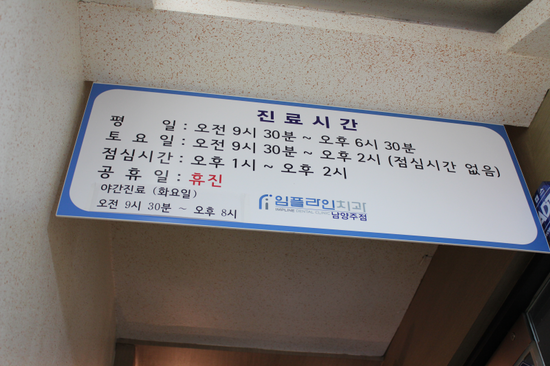 진료시간
평 일 : 오전 9시 30분 ~ 오후 6시 30분
토 요 일 : 오전 9시 30분 ~ 오후 2시 (점심시간 없음)
점심시간 : 오후 1시 ~ 오후 2시
공 휴 일 : 휴진
야간진료 (화요일)
오전 9시 30분 ~ 오후 8시
임플라인치과
남양주점